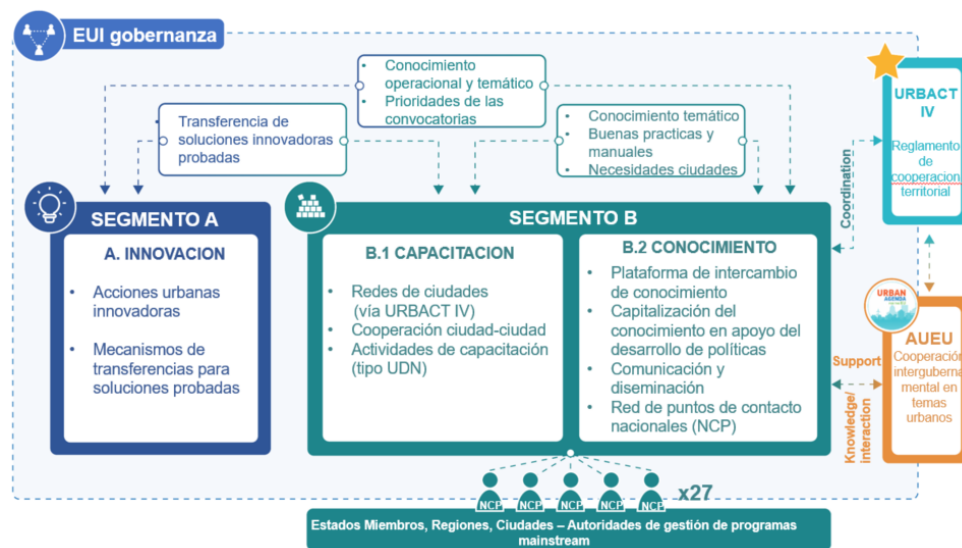 EUI gobernanza
• Conocimiento
operacional y temático
• Prioridades de las
convocatorias
• Transferencia de
soluciones innovadoras
probadas
• Conocimiento temático
• Buenas practicas y
manuales
• Necesidades ciudades
SEGMENTO A
A. INNOVACION
• Acciones urbanas
innovadoras
• Mecanismos de
transferencias para
soluciones probadas
SEGMENTO B
B.1 CAPACITACION
• Redes de ciudades
(vía URBACT IV)
• Cooperación ciudad-ciudad
• Actividades de capacitación
(tipo UDN)
B.2 CONOCIMIENTO
• Plataforma de intercambio
de conocimiento
• Capitalización del
conocimiento en apoyo del
desarrollo de políticas
• Comunicación y
diseminación
• Red de puntos de contacto
nacionales (NCP)
Coordination
URBACT
IV
Reglamento
de
cooperacion
territorial
URBAN
AGENDA
AUEU
Cooperación
interguberna
mental en
temas
urbanos
Support
Knowledge/
interaction
NCP NCP NCP NCP NCP
x27
Estados Miembros, Regiones, Ciudades – Autoridades de gestión de programas
mainstream